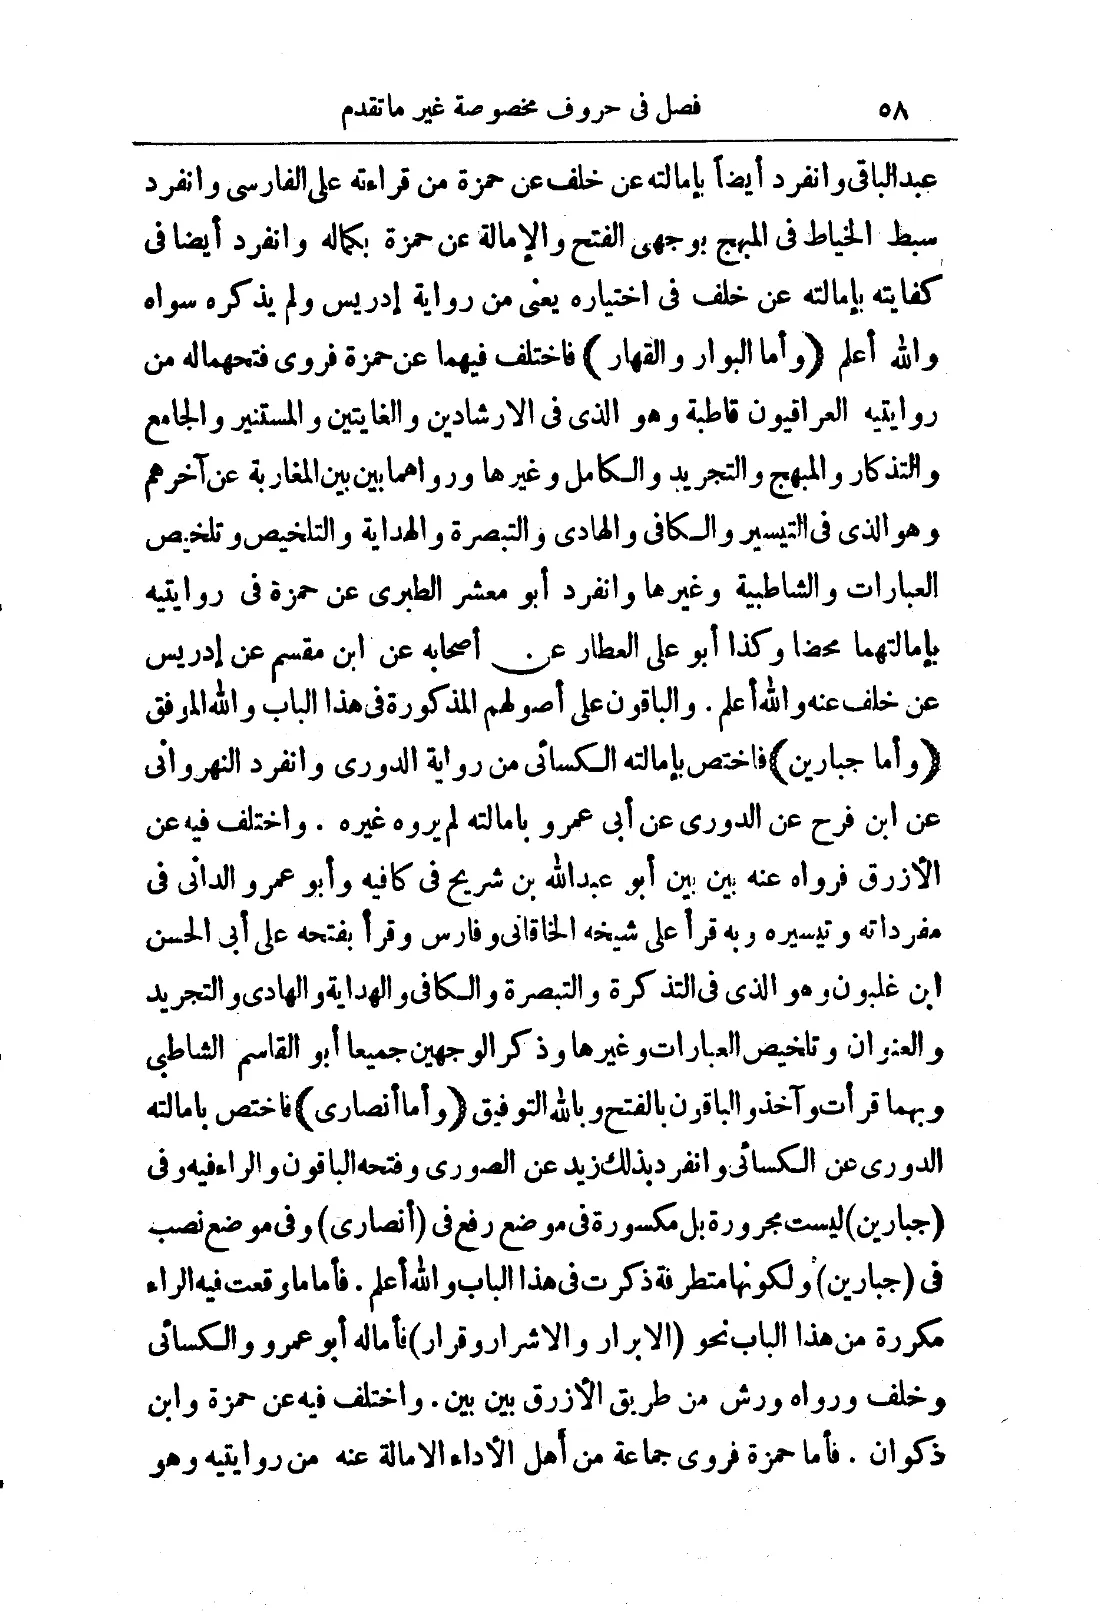 ٥٨ فصل فى حروف مخصوصة غير ماتقدم
عبدالباقى وانفرد أيضاً بإمالته عن خلف عن حمزة من قراءته على الفارسى وانفرد
سبط الخياط فى المبهج بوجهى الفتح والإمالة عن حمزة بكماله وانفرد أيضا فى
كفايته بإمالته عن خلف فى اختياره يعنى من رواية إدريس ولم يذكره سواه
والله أعلم (وأما البوار والقهار) فاختلف فيهما عن حمزة فروى فتحهما له من
روايتيه العراقيون قاطبة وهو الذى فى الارشادين والغايتين والمستنير والجامع
والتذكار والمبهج والتجريد والكامل وغيرها ورواهما بين بين المغاربة عن آخرهم
وهو الذى فى التيسير والكافى والهادى والتبصرة والهداية والتلخيص وتلخيص
العبارات والشاطبية وغيرها وانفرد أبو معشر الطبرى عن حمزة فى روايتيه
بإمالتهما محضا وكذا أبو على العطار عن أصحابه عن ابن مقسم عن إدريس
عن خلف عنه والله أعلم . والباقون على أصولهم المذكورة فى هذا الباب والله الموفق
(وأما جبارين) فاختص بإمالته الكسائى من رواية الدورى وانفرد النهروانى
عن ابن فرح عن الدورى عن أبى عمرو بامالته لم يروه غيره . واختلف فيه عن
الأزرق فرواه عنه بين بين أبو عبدالله بن شريح فى كافيه وأبو عمرو الدانى فى
مفرداته وتيسيره وبه قرأ على شيخه الخاقانى وفارس وقرأ بفتحه على أبى الحسن
ابن غلبون وهو الذى فى التذكرة والتبصرة والكافى والهداية والهادى والتجريد
والعنوان وتلخيص العبارات وغيرها وذكر الوجهين جميعا أبو القاسم الشاطبى
وبهما قرأت وآخذ والباقون بالفتح وبالله التوفيق (وأما أنصارى) فاختص بامالته
الدورى عن الكسائى وانفرد بذلك زيد عن الصورى وفتحه الباقون والراء فيه وفى
(جبارين) ليست مجرورة بل مكسورة فى موضع رفع فى (أنصارى) وفى موضع نصب
فى (جبارين) ولكونها متطرفة ذكرت فى هذا الباب والله أعلم . فأما ما وقعت فيه الراء
مكررة من هذا الباب نحو (الابرار والاشرار وقرار) فأماله أبو عمرو والكسائى
وخلف ورواه ورش من طريق الأزرق بين بين . واختلف فيه عن حمزة وابن
ذكوان . فأما حمزة فروى جماعة من أهل الأداء الامالة عنه من روايتيه وهو